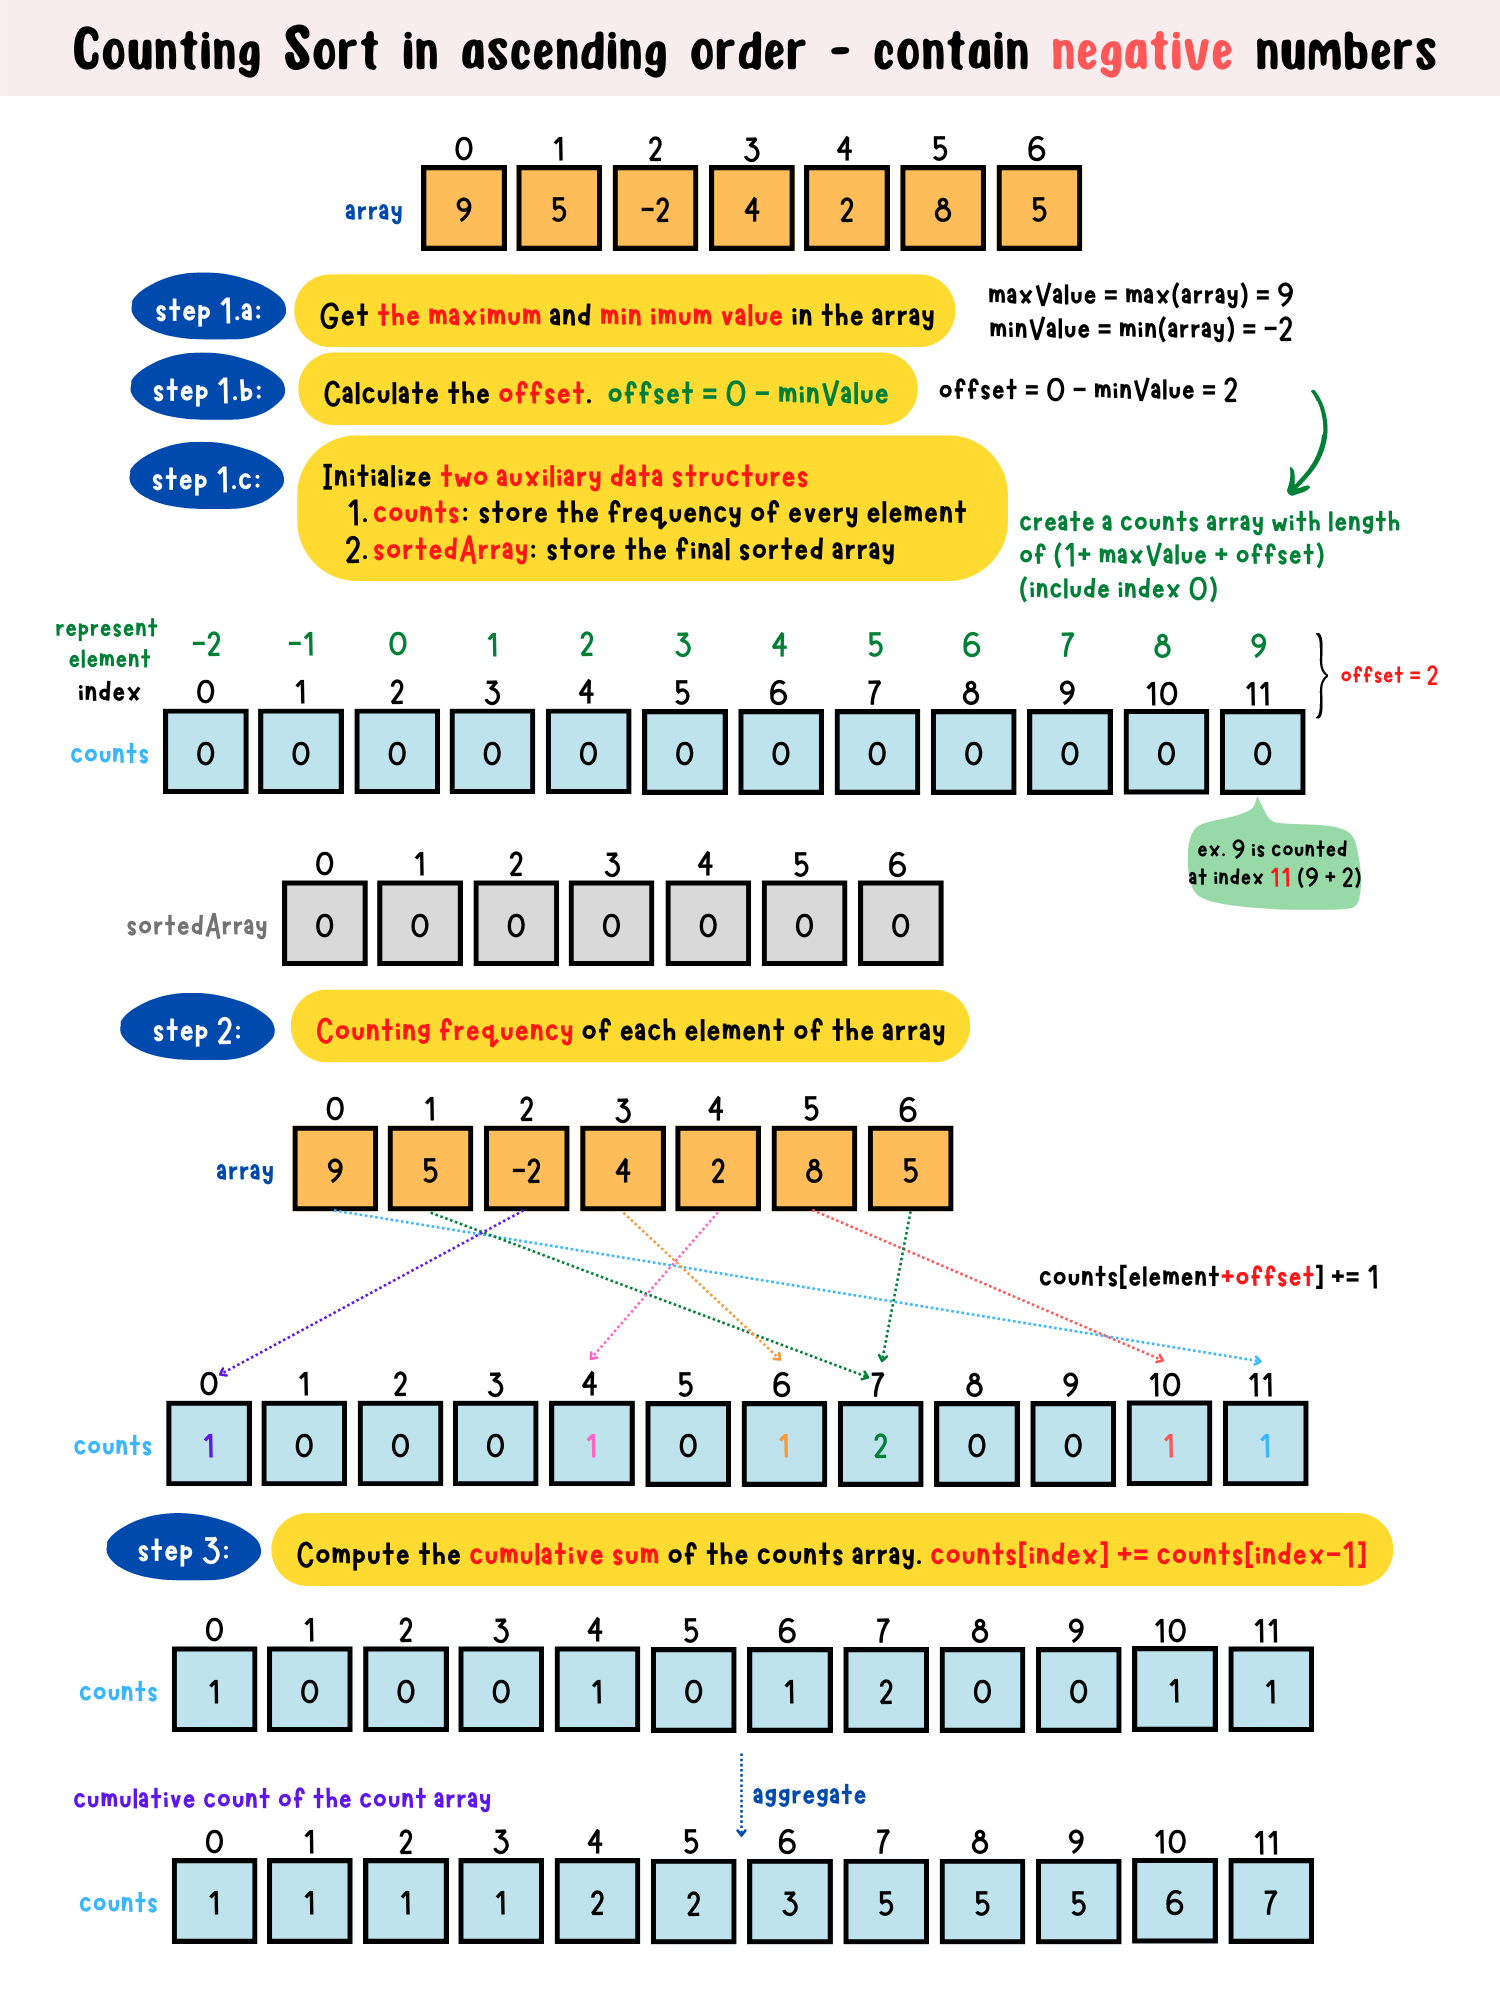 Counting Sort in ascending order - contain negative numbers
0 1 2 3 4 5 6
array 9 5 -2 4 2 8 5
step 1.a: Get the maximum and min imum value in the array
maxValue = max(array) = 9
minValue = min(array) = -2
step 1.b: Calculate the offset. offset = 0 - minValue
offset = 0 - minValue = 2
step 1.c: Initialize two auxiliary data structures
1. counts: store the frequency of every element
2. sortedArray: store the final sorted array
create a counts array with length
of (1+ maxValue + offset)
(include index 0)
represent
element -2 -1 0 1 2 3 4 5 6 7 8 9
index 0 1 2 3 4 5 6 7 8 9 10 11
offset = 2
counts 0 0 0 0 0 0 0 0 0 0 0 0
ex. 9 is counted
at index 11 (9 + 2)
0 1 2 3 4 5 6
sortedArray 0 0 0 0 0 0 0
step 2: Counting frequency of each element of the array
0 1 2 3 4 5 6
array 9 5 -2 4 2 8 5
counts[element+offset] += 1
0 1 2 3 4 5 6 7 8 9 10 11
counts 1 0 0 0 1 0 1 2 0 0 1 1
step 3: Compute the cumulative sum of the counts array. counts[index] += counts[index-1]
0 1 2 3 4 5 6 7 8 9 10 11
counts 1 0 0 0 1 0 1 2 0 0 1 1
aggregate
cumulative count of the count array
0 1 2 3 4 5 6 7 8 9 10 11
counts 1 1 1 1 2 2 3 5 5 5 6 7